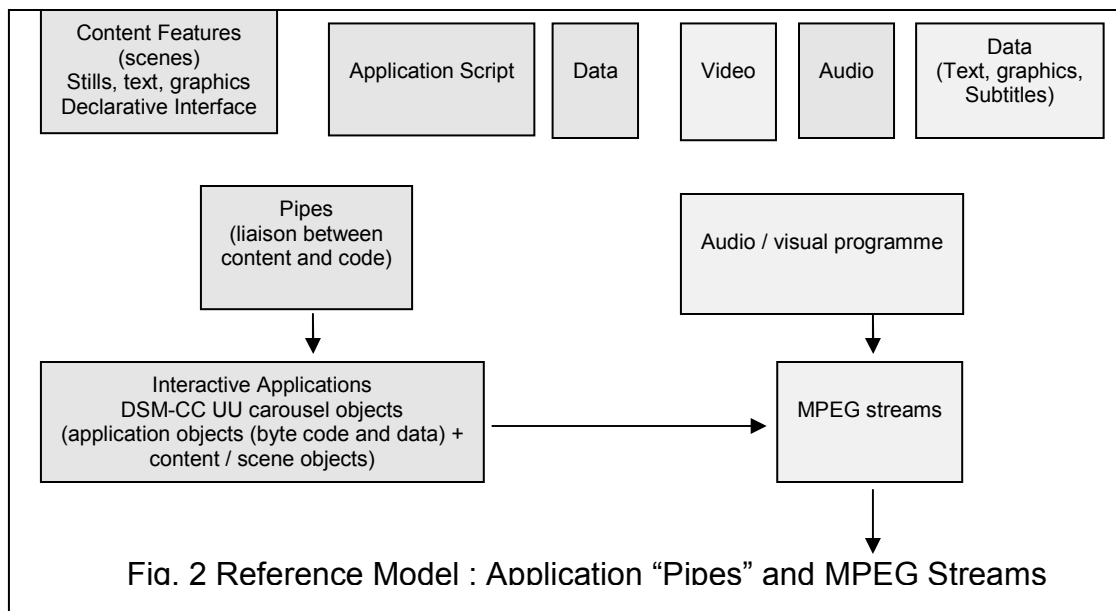 Content Features
(scenes)
Stills, text, graphics
Declarative Interface
Application Script
Data
Video
Audio
Data
(Text, graphics,
Subtitles)
Pipes
(liaison between
content and code)
Audio / visual programme
Interactive Applications
DSM-CC UU carousel objects
(application objects (byte code and data) +
content / scene objects)
MPEG streams
Fig. 2 Reference Model : Application “Pipes” and MPEG Streams